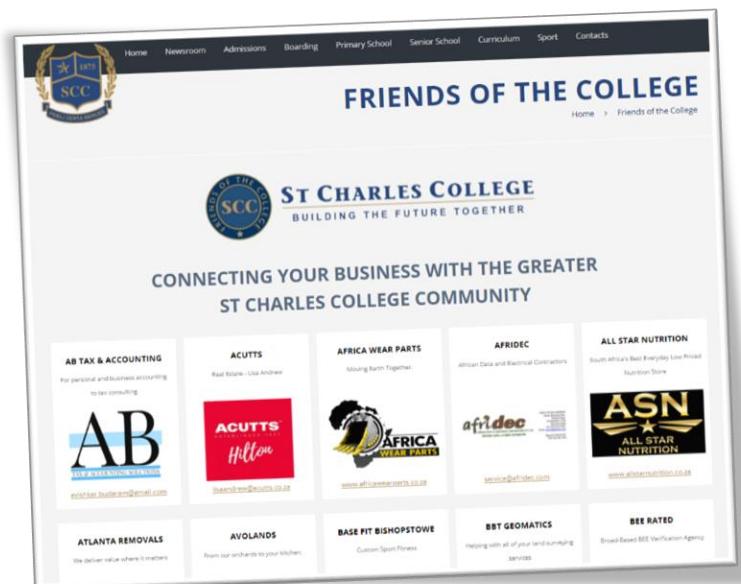 Home Newsroom Admissions Boarding Primary School Senior School Curriculum Sport Contacts
1875
SCC
FRIENDS OF THE COLLEGE
Home > Friends of the College
FRIENDS OF THE COLLEGE
SCC
ST CHARLES COLLEGE
BUILDING THE FUTURE TOGETHER
CONNECTING YOUR BUSINESS WITH THE GREATER
ST CHARLES COLLEGE COMMUNITY
AB TAX & ACCOUNTING
For personal and business accounting
to tax consulting
AB
TAX & ACCOUNTING SOLUTIONS
ACUTTS
Real Estate - Lisa Andrew
ACUTTS
Hilton
lisaandrew@acutts.co.za
AFRICA WEAR PARTS
Moving Earth Together
AFRICA
WEAR PARTS
www.africawearparts.co.za
AFRIDEC
African Data and Electrical Contractors
afridec
service@afridec.com
ALL STAR NUTRITION
South Africa's Best Everyday Low Priced
Nutrition Store
ASN
ALL STAR
NUTRITION
www.allstarnutrition.co.za
ATLANTA REMOVALS
We deliver value where it matters
AVOLANDS
From our orchards to your kitchen
BASE FIT BISHOPSTOWE
Custom Sport Fitness
BBT GEOMATICS
Helping with all of your land surveying
services
BEE RATED
Broad-Based BEE Verification Agency